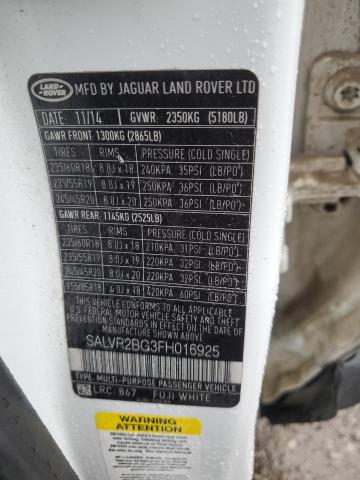 LAND ROVER
MFD BY JAGUAR LAND ROVER LTD
DATE: 11/14 GVWR: 2350KG (5180LB)
GAWR FRONT: 1300KG (2865LB)
TIRES RIMS PRESSURE (COLD SINGLE)
235/60R18 8.0J x 18 240KPA 35PSI (LB/PO²)
235/55R19 8.0J x 19 250KPA 36PSI (LB/PO²)
245/45R20 8.0J x 20 250KPA 36PSI (LB/PO²)
GAWR REAR: 1145KG (2525LB)
TIRES RIMS PRESSURE (COLD SINGLE)
235/60R18 8.0J x 18 210KPA 31PSI (LB/PO²)
235/55R19 8.0J x 19 220KPA 32PSI (LB/PO²)
245/45R20 8.0J x 20 220KPA 32PSI (LB/PO²)
155/85R18 4.0J x 18 420KPA 60PSI (LB/PO²)
THIS VEHICLE CONFORMS TO ALL APPLICABLE
U.S. FEDERAL MOTOR VEHICLE SAFETY
STANDARDS IN EFFECT ON THE DATE OF
MANUFACTURE SHOWN ABOVE
SALVR2BG3FH016925
TYPE: MULTI-PURPOSE PASSENGER VEHICLE
LRC: 867 FUJI WHITE